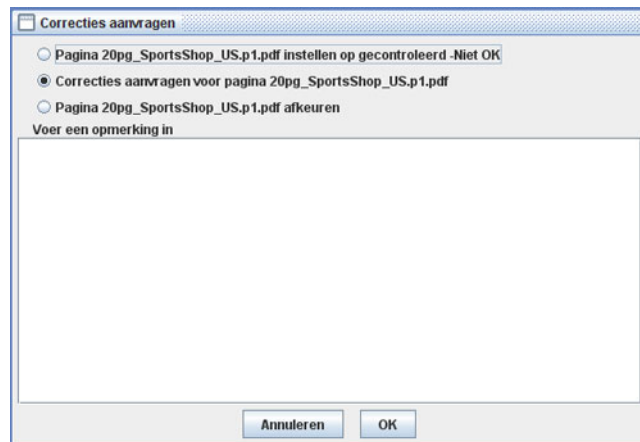 Correcties aanvragen
Pagina 20pg_SportsShop_US.p1.pdf instellen op gecontroleerd -Niet OK
Correcties aanvragen voor pagina 20pg_SportsShop_US.p1.pdf
Pagina 20pg_SportsShop_US.p1.pdf afkeuren
Voer een opmerking in
Annuleren OK